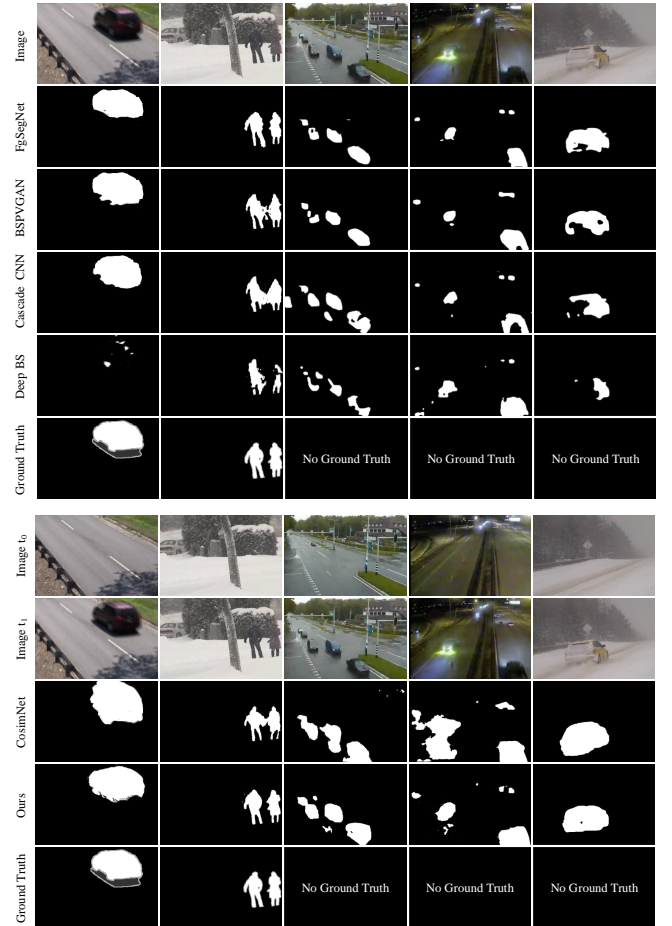 Image
FgSegNet
BSPVGAN
Cascade CNN
Deep BS
Ground Truth
No Ground Truth
No Ground Truth
No Ground Truth
Image t0
Image t1
CosimNet
Ours
Ground Truth
No Ground Truth
No Ground Truth
No Ground Truth